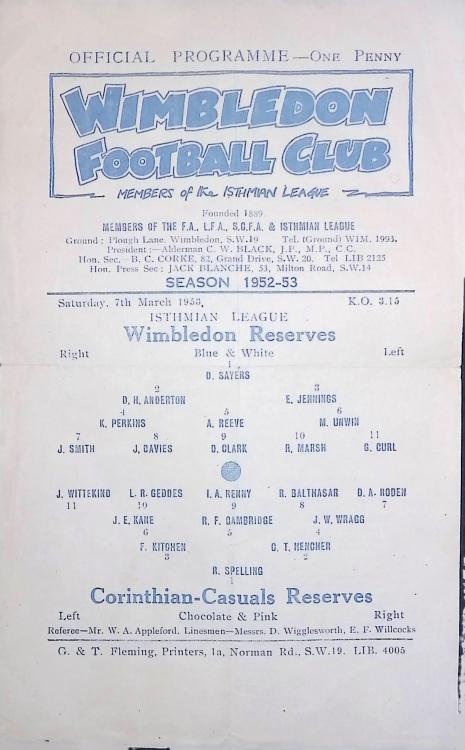 OFFICIAL PROGRAMME—ONE PENNY
WIMBLEDON
FOOTBALL CLUB
MEMBERS of the ISTHMIAN LEAGUE
Founded 1889
MEMBERS OF THE F.A., L.F.A., S.C.F.A. & ISTHMIAN LEAGUE
Ground: Plough Lane, Wimbledon, S.W.19 Tel. (Ground) WIM. 1993.
President:—Alderman C. W. BLACK, J.P., M.P., C.C.
Hon. Sec.— B. C. CORKE, 82, Grand Drive, S.W. 20. Tel LIB 2125
Hon. Press Sec: JACK BLANCHE, 53, Milton Road, S.W.14
SEASON 1952-53
Saturday, 7th March 1953, K.O. 3.15
ISTHMIAN LEAGUE
Wimbledon Reserves
Right Blue & White Left
1
D. SAYERS
2 3
D. H. ANDERTON E. JENNINGS
4 5 6
K. PERKINS A. REEVE M. UNWIN
7 8 9 10 11
J. SMITH J. DAVIES D. CLARK R. MARSH G. CURL
J. WITTEKIND L. R. GEDDES I. A. RENNY R. BALTHASAR D. A. RODEN
11 10 9 8 7
J. E. KANE R. F. CAMBRIDGE J. W. WRAGG
6 5 4
F. KITCHEN C. T. HENCHER
3 2
R. SPELLING
1
Corinthian-Casuals Reserves
Left Chocolate & Pink Right
Referee—Mr. W. A. Appleford. Linesmen—Messrs. D. Wigglesworth, E. F. Willcocks
G. & T. Fleming, Printers, 1a, Norman Rd., S.W.19. LIB. 4005